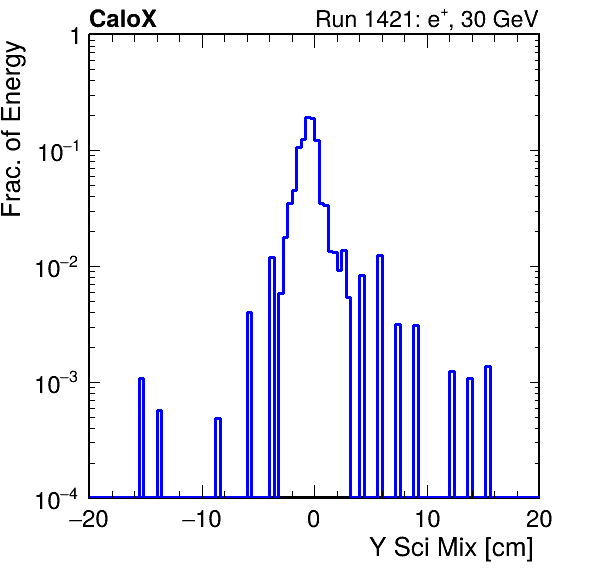 CaloX Run 1421: e⁺, 30 GeV
Frac. of Energy
1
10⁻¹
10⁻²
10⁻³
10⁻⁴
−20 −10 0 10 20
Y Sci Mix [cm]